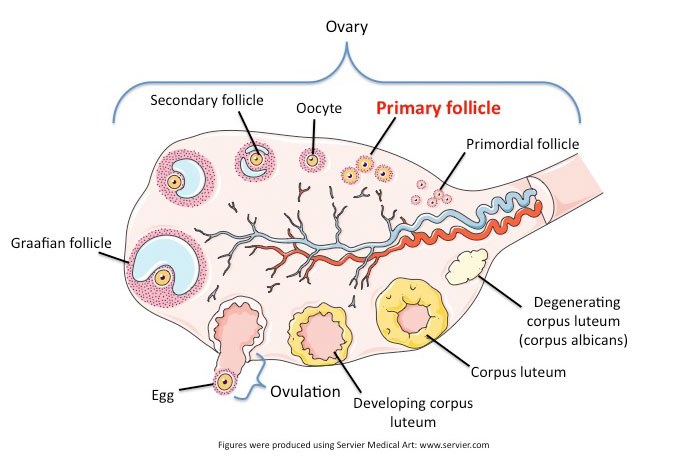 Ovary
Secondary follicle
Oocyte
Primary follicle
Primordial follicle
Graafian follicle
Degenerating
corpus luteum
(corpus albicans)
Corpus luteum
Egg
Ovulation
Developing corpus
luteum
Figures were produced using Servier Medical Art: www.servier.com